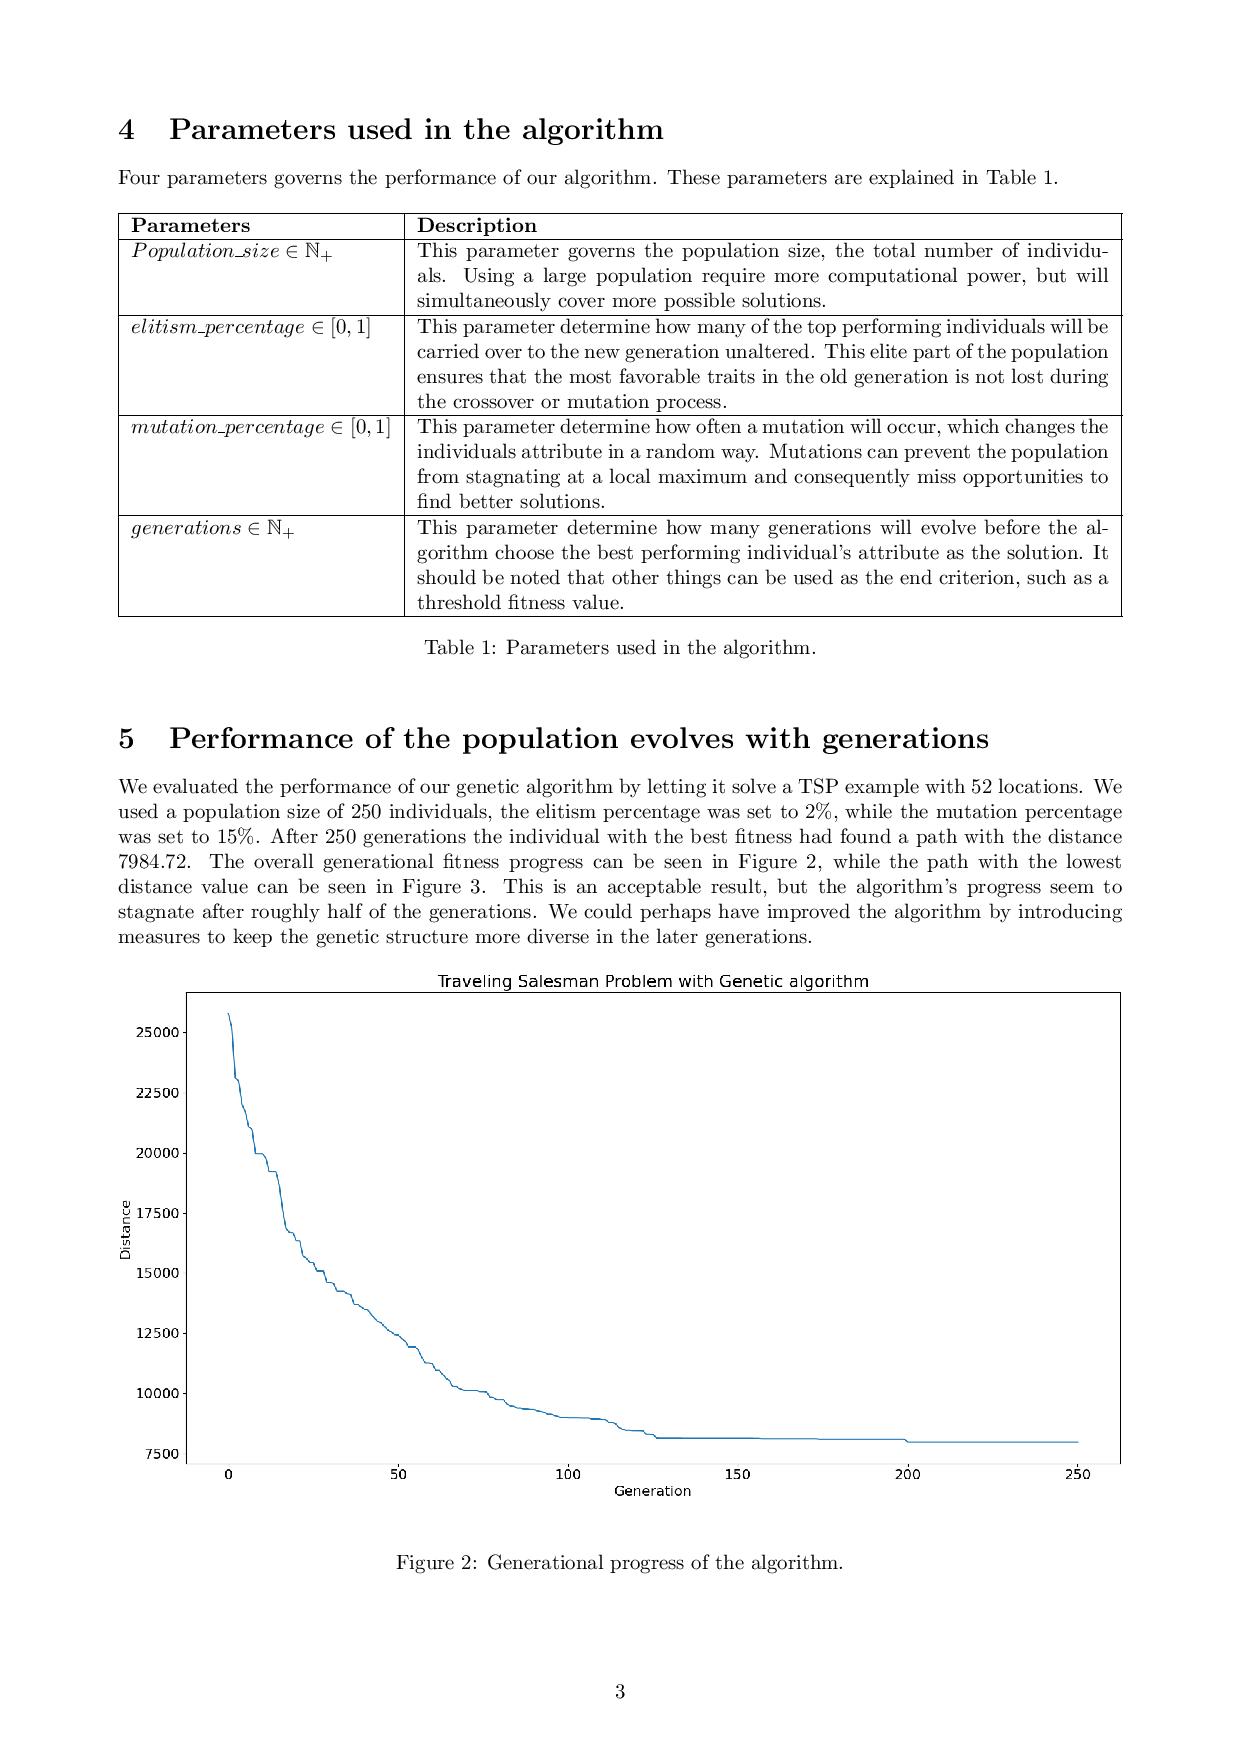 4 Parameters used in the algorithm
Four parameters governs the performance of our algorithm. These parameters are explained in Table 1.
Parameters Description
Population_size ∈ ℕ+ This parameter governs the population size, the total number of individu-
als. Using a large population require more computational power, but will
simultaneously cover more possible solutions.
elitism_percentage ∈ [0, 1] This parameter determine how many of the top performing individuals will be
carried over to the new generation unaltered. This elite part of the population
ensures that the most favorable traits in the old generation is not lost during
the crossover or mutation process.
mutation_percentage ∈ [0, 1] This parameter determine how often a mutation will occur, which changes the
individuals attribute in a random way. Mutations can prevent the population
from stagnating at a local maximum and consequently miss opportunities to
find better solutions.
generations ∈ ℕ+ This parameter determine how many generations will evolve before the al-
gorithm choose the best performing individual's attribute as the solution. It
should be noted that other things can be used as the end criterion, such as a
threshold fitness value.
Table 1: Parameters used in the algorithm.
5 Performance of the population evolves with generations
We evaluated the performance of our genetic algorithm by letting it solve a TSP example with 52 locations. We
used a population size of 250 individuals, the elitism percentage was set to 2%, while the mutation percentage
was set to 15%. After 250 generations the individual with the best fitness had found a path with the distance
7984.72. The overall generational fitness progress can be seen in Figure 2, while the path with the lowest
distance value can be seen in Figure 3. This is an acceptable result, but the algorithm's progress seem to
stagnate after roughly half of the generations. We could perhaps have improved the algorithm by introducing
measures to keep the genetic structure more diverse in the later generations.
Traveling Salesman Problem with Genetic algorithm
25000
22500
20000
17500
15000
12500
10000
7500
Distance
0 50 100 150 200 250
Generation
Figure 2: Generational progress of the algorithm.
3